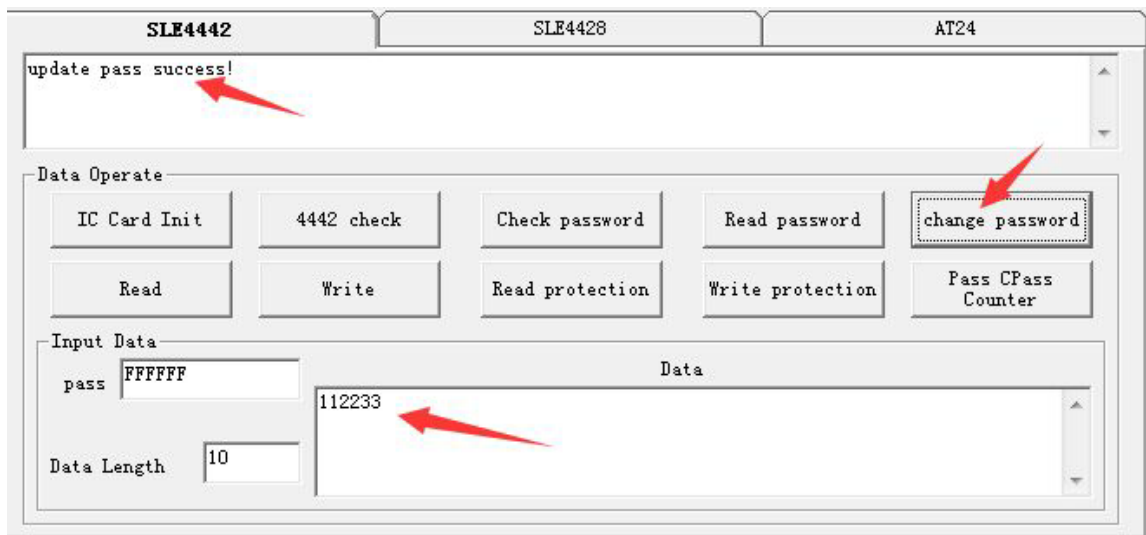 SLE4442 SLE4428 AT24
update pass success!
Data Operate
IC Card Init 4442 check Check password Read password change password
Read Write Read protection Write protection Pass CPass
Counter
Input Data
pass FFFFFF
Data
112233
Data Length 10